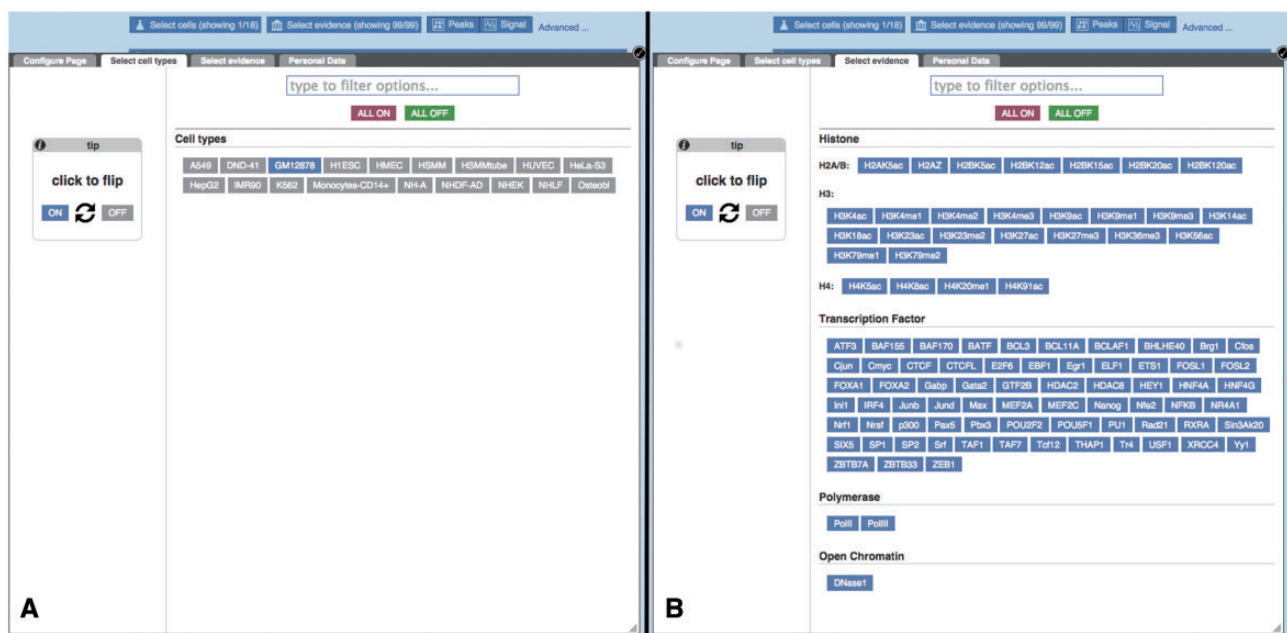 Select cells (showing 1/18) Select evidence (showing 99/99) Peaks Signal Advanced ...
Configure Page Select cell types Select evidence Personal Data
type to filter options...
ALL ON ALL OFF
tip
click to flip
ON OFF
Cell types
A549 DND-41 GM12878 H1ESC HMEC HSMM HSMMtube HUVEC HeLa-S3
HepG2 IMR90 K562 Monocytes-CD14+ NH-A NHDF-AD NHEK NHLF Osteobl
A
Select cells (showing 1/18) Select evidence (showing 99/99) Peaks Signal Advanced ...
Configure Page Select cell types Select evidence Personal Data
type to filter options...
ALL ON ALL OFF
tip
click to flip
ON OFF
Histone
H2A/B: H2AK5ac H2AZ H2BK5ac H2BK12ac H2BK15ac H2BK20ac H2BK120ac
H3:
H3K4ac H3K4me1 H3K4me2 H3K4me3 H3K9ac H3K9me1 H3K9me3 H3K14ac
H3K18ac H3K23ac H3K23me2 H3K27ac H3K27me3 H3K36me3 H3K56ac
H3K79me1 H3K79me2
H4: H4K5ac H4K8ac H4K20me1 H4K91ac
Transcription Factor
ATF3 BAF155 BAF170 BATF BCL3 BCL11A BCLAF1 BHLHE40 Brg1 Cfos
Cjun Cmyc CTCF CTCFL E2F6 EBF1 Egr1 ELF1 ETS1 FOSL1 FOSL2
FOXA1 FOXA2 Gabp Gata2 GTF2B HDAC2 HDAC8 HEY1 HNF4A HNF4G
Ini1 IRF4 Junb Jund Max MEF2A MEF2C Nanog Nfe2 NFKB NR4A1
Nrf1 Nrsf p300 Pax5 Pbx3 POU2F2 POU5F1 PU1 Rad21 RXRA Sin3Ak20
SIX5 SP1 SP2 Srf TAF1 TAF7 Tcf12 THAP1 Tr4 USF1 XRCC4 Yy1
ZBTB7A ZBTB33 ZEB1
Polymerase
PolII PolIII
Open Chromatin
DNase1
B